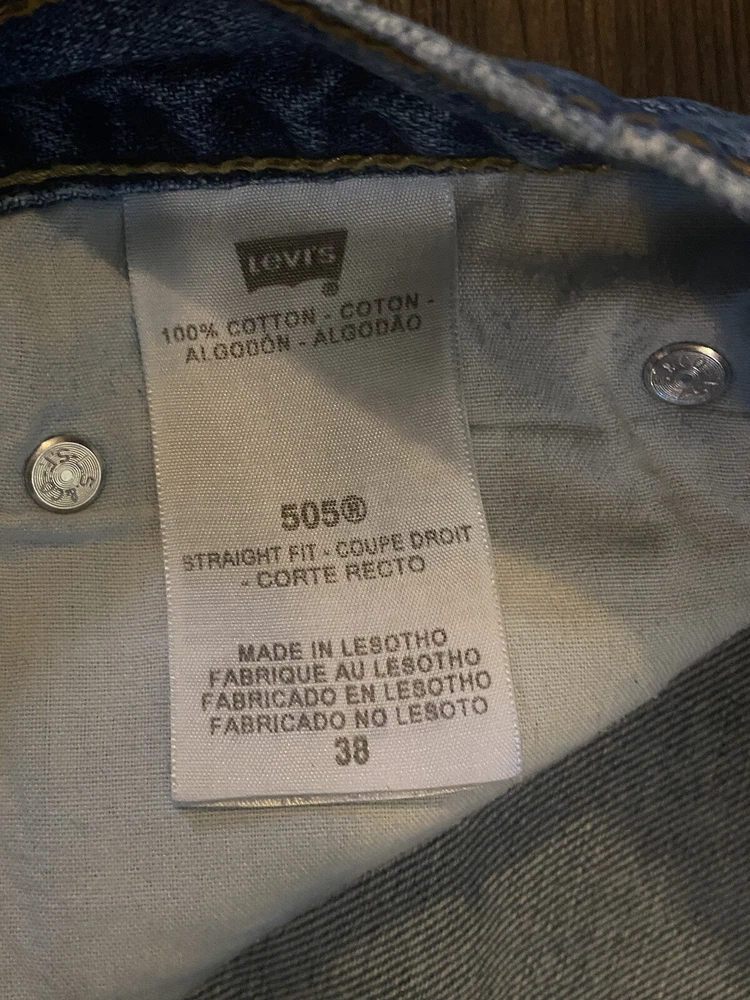 Levi's
®
100% COTTON - COTON -
ALGODÓN - ALGODÃO
505®
STRAIGHT FIT - COUPE DROIT
- CORTE RECTO
MADE IN LESOTHO
FABRIQUE AU LESOTHO
FABRICADO EN LESOTHO
FABRICADO NO LESOTO
38
S.F.
& CO.